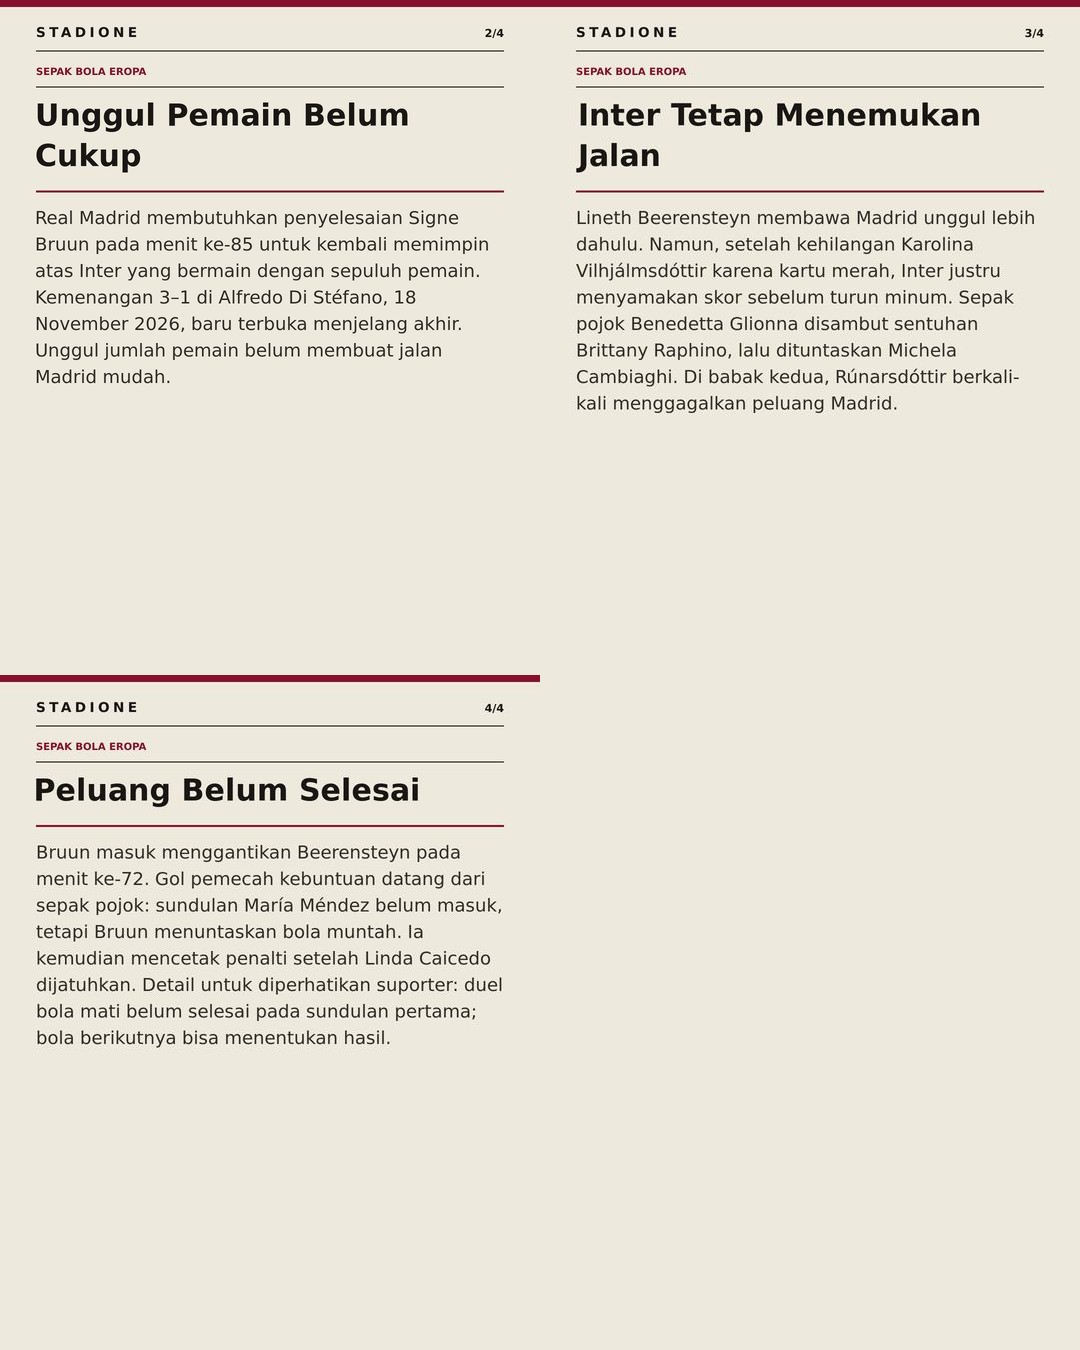 STADIONE
2/4
SEPAK BOLA EROPA
Unggul Pemain Belum
Cukup
Real Madrid membutuhkan penyelesaian Signe
Bruun pada menit ke-85 untuk kembali memimpin
atas Inter yang bermain dengan sepuluh pemain.
Kemenangan 3–1 di Alfredo Di Stéfano, 18
November 2026, baru terbuka menjelang akhir.
Unggul jumlah pemain belum membuat jalan
Madrid mudah.
STADIONE
3/4
SEPAK BOLA EROPA
Inter Tetap Menemukan
Jalan
Lineth Beerensteyn membawa Madrid unggul lebih
dahulu. Namun, setelah kehilangan Karolina
Vilhjálmsdóttir karena kartu merah, Inter justru
menyamakan skor sebelum turun minum. Sepak
pojok Benedetta Glionna disambut sentuhan
Brittany Raphino, lalu dituntaskan Michela
Cambiaghi. Di babak kedua, Rúnarsdóttir berkali-
kali menggagalkan peluang Madrid.
STADIONE
4/4
SEPAK BOLA EROPA
Peluang Belum Selesai
Bruun masuk menggantikan Beerensteyn pada
menit ke-72. Gol pemecah kebuntuan datang dari
sepak pojok: sundulan María Méndez belum masuk,
tetapi Bruun menuntaskan bola muntah. Ia
kemudian mencetak penalti setelah Linda Caicedo
dijatuhkan. Detail untuk diperhatikan suporter: duel
bola mati belum selesai pada sundulan pertama;
bola berikutnya bisa menentukan hasil.